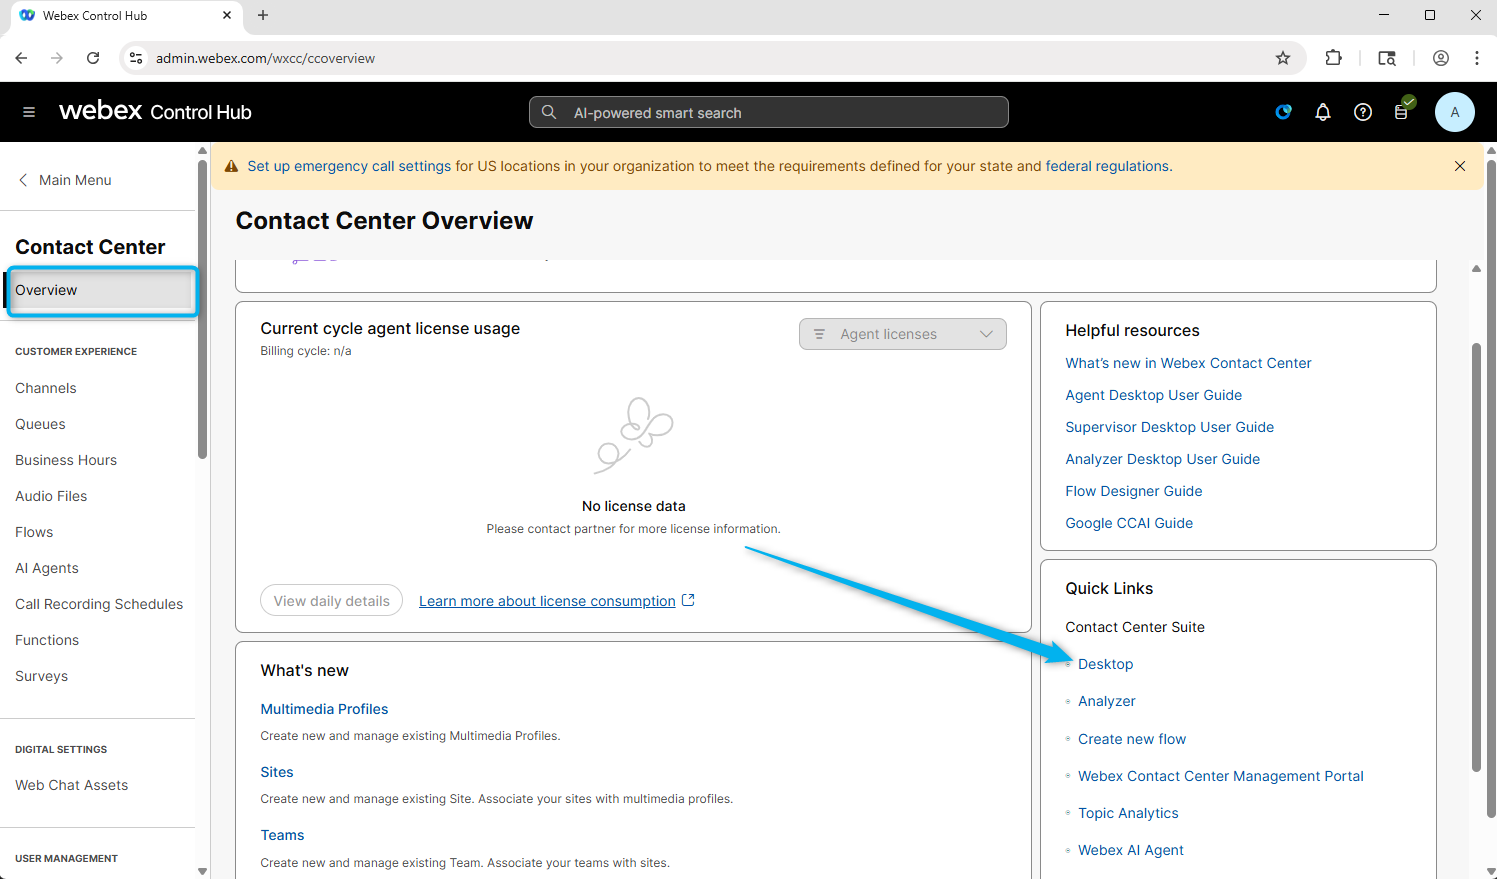 Webex Control Hub
admin.webex.com/wxcc/ccoverview
webex Control Hub
AI-powered smart search
A
Main Menu
Set up emergency call settings for US locations in your organization to meet the requirements defined for your state and federal regulations.
Contact Center Overview
Contact Center
Overview
CUSTOMER EXPERIENCE
Channels
Queues
Business Hours
Audio Files
Flows
AI Agents
Call Recording Schedules
Functions
Surveys
DIGITAL SETTINGS
Web Chat Assets
USER MANAGEMENT
Current cycle agent license usage
Billing cycle: n/a
Agent licenses
No license data
Please contact partner for more license information.
View daily details
Learn more about license consumption
What's new
Multimedia Profiles
Create new and manage existing Multimedia Profiles.
Sites
Create new and manage existing Site. Associate your sites with multimedia profiles.
Teams
Create new and manage existing Team. Associate your teams with sites.
Helpful resources
What's new in Webex Contact Center
Agent Desktop User Guide
Supervisor Desktop User Guide
Analyzer Desktop User Guide
Flow Designer Guide
Google CCAI Guide
Quick Links
Contact Center Suite
Desktop
Analyzer
Create new flow
Webex Contact Center Management Portal
Topic Analytics
Webex AI Agent